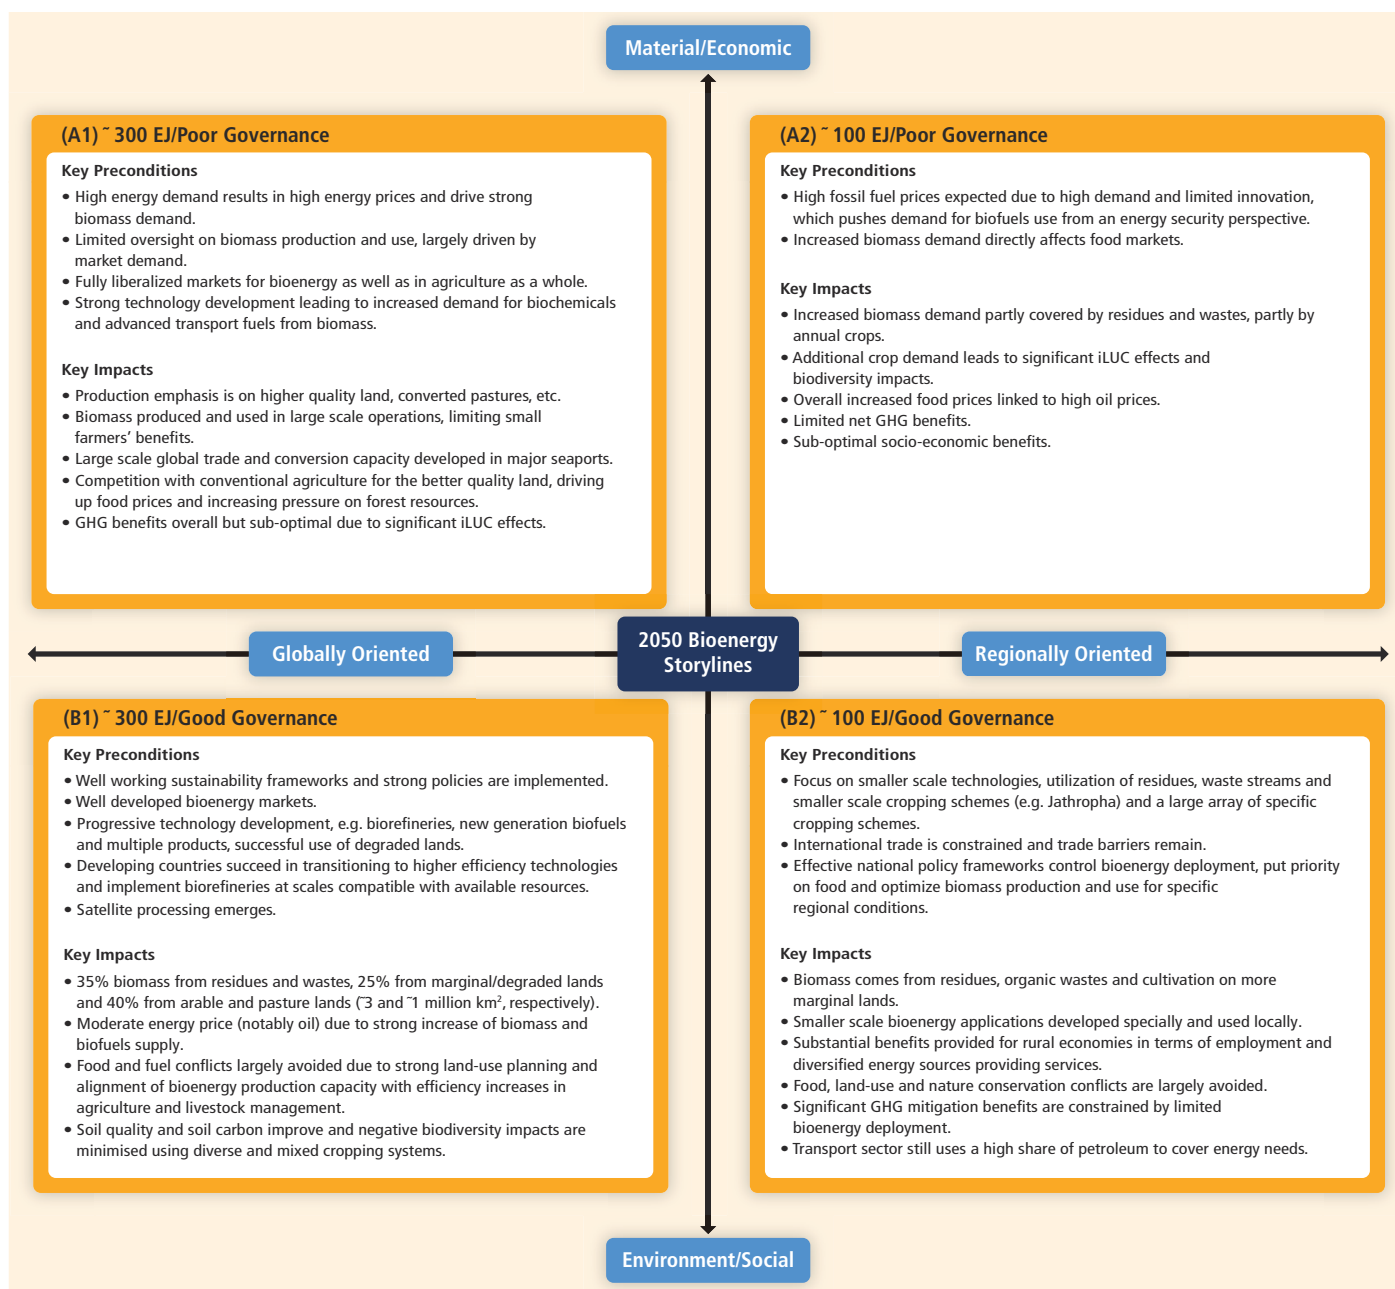 Material/Economic
(A1) ˜ 300 EJ/Poor Governance
Key Preconditions
• High energy demand results in high energy prices and drive strong
biomass demand.
• Limited oversight on biomass production and use, largely driven by
market demand.
• Fully liberalized markets for bioenergy as well as in agriculture as a whole.
• Strong technology development leading to increased demand for biochemicals
and advanced transport fuels from biomass.
Key Impacts
• Production emphasis is on higher quality land, converted pastures, etc.
• Biomass produced and used in large scale operations, limiting small
farmers’ benefits.
• Large scale global trade and conversion capacity developed in major seaports.
• Competition with conventional agriculture for the better quality land, driving
up food prices and increasing pressure on forest resources.
• GHG benefits overall but sub-optimal due to significant iLUC effects.
(A2) ˜ 100 EJ/Poor Governance
Key Preconditions
• High fossil fuel prices expected due to high demand and limited innovation,
which pushes demand for biofuels use from an energy security perspective.
• Increased biomass demand directly affects food markets.
Key Impacts
• Increased biomass demand partly covered by residues and wastes, partly by
annual crops.
• Additional crop demand leads to significant iLUC effects and
biodiversity impacts.
• Overall increased food prices linked to high oil prices.
• Limited net GHG benefits.
• Sub-optimal socio-economic benefits.
Globally Oriented
2050 Bioenergy
Storylines
Regionally Oriented
(B1) ˜ 300 EJ/Good Governance
Key Preconditions
• Well working sustainability frameworks and strong policies are implemented.
• Well developed bioenergy markets.
• Progressive technology development, e.g. biorefineries, new generation biofuels
and multiple products, successful use of degraded lands.
• Developing countries succeed in transitioning to higher efficiency technologies
and implement biorefineries at scales compatible with available resources.
• Satellite processing emerges.
Key Impacts
• 35% biomass from residues and wastes, 25% from marginal/degraded lands
and 40% from arable and pasture lands (˜3 and ˜1 million km², respectively).
• Moderate energy price (notably oil) due to strong increase of biomass and
biofuels supply.
• Food and fuel conflicts largely avoided due to strong land-use planning and
alignment of bioenergy production capacity with efficiency increases in
agriculture and livestock management.
• Soil quality and soil carbon improve and negative biodiversity impacts are
minimised using diverse and mixed cropping systems.
(B2) ˜ 100 EJ/Good Governance
Key Preconditions
• Focus on smaller scale technologies, utilization of residues, waste streams and
smaller scale cropping schemes (e.g. Jathropha) and a large array of specific
cropping schemes.
• International trade is constrained and trade barriers remain.
• Effective national policy frameworks control bioenergy deployment, put priority
on food and optimize biomass production and use for specific
regional conditions.
Key Impacts
• Biomass comes from residues, organic wastes and cultivation on more
marginal lands.
• Smaller scale bioenergy applications developed specially and used locally.
• Substantial benefits provided for rural economies in terms of employment and
diversified energy sources providing services.
• Food, land-use and nature conservation conflicts are largely avoided.
• Significant GHG mitigation benefits are constrained by limited
bioenergy deployment.
• Transport sector still uses a high share of petroleum to cover energy needs.
Environment/Social